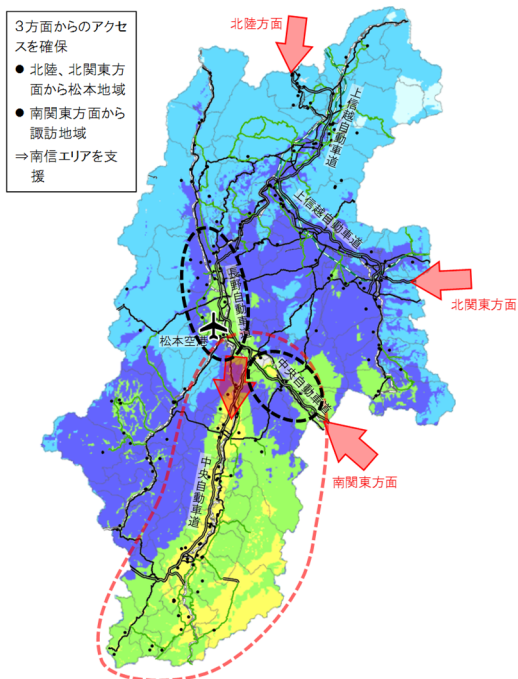 3方面からのアクセ
スを確保
● 北陸、北関東方
面から松本地域
● 南関東方面から
諏訪地域
⇒南信エリアを支
援
北陸方面
上信越自動車道
上信越自動車道
北関東方面
長野自動車道
松本空港
中央自動車道
南関東方面
中央自動車道